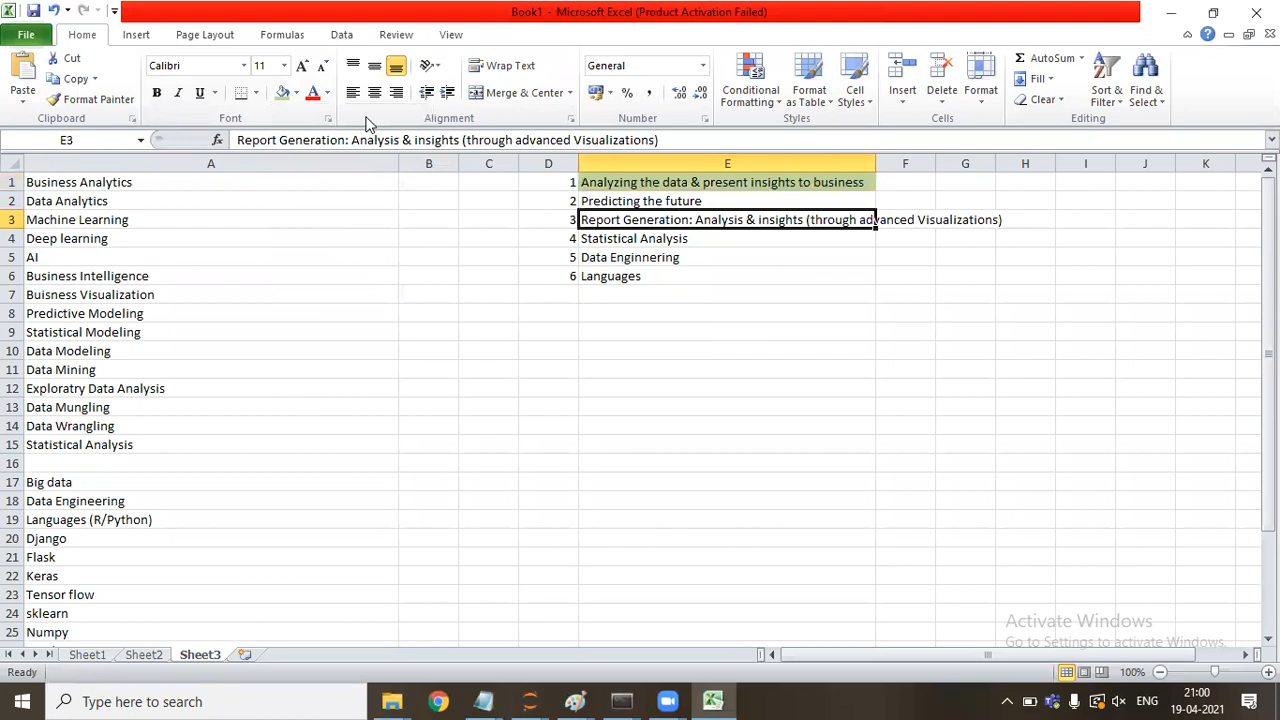 Book1 - Microsoft Excel (Product Activation Failed)
File Home Insert Page Layout Formulas Data Review View
Paste
Cut
Copy
Format Painter
Clipboard
Calibri 11
B I U
A
Font
Wrap Text
Merge & Center
Alignment
General
% ,
Number
Conditional Formatting
Format as Table
Cell Styles
Styles
Insert
Delete
Format
Cells
Σ AutoSum
Fill
Clear
Sort & Filter
Find & Select
Editing
E3
fx
Report Generation: Analysis & insights (through advanced Visualizations)
A B C D E F G H I J K
1 Business Analytics 1 Analyzing the data & present insights to business
2 Data Analytics 2 Predicting the future
3 Machine Learning 3 Report Generation: Analysis & insights (through advanced Visualizations)
4 Deep learning 4 Statistical Analysis
5 AI 5 Data Enginnering
6 Business Intelligence 6 Languages
7 Buisness Visualization
8 Predictive Modeling
9 Statistical Modeling
10 Data Modeling
11 Data Mining
12 Exploratry Data Analysis
13 Data Mungling
14 Data Wrangling
15 Statistical Analysis
16
17 Big data
18 Data Engineering
19 Languages (R/Python)
20 Django
21 Flask
22 Keras
23 Tensor flow
24 sklearn
25 Numpy
Activate Windows
Go to Settings to activate Windows.
Sheet1 Sheet2 Sheet3
Ready
100%
Type here to search
ENG
21:00
19-04-2021